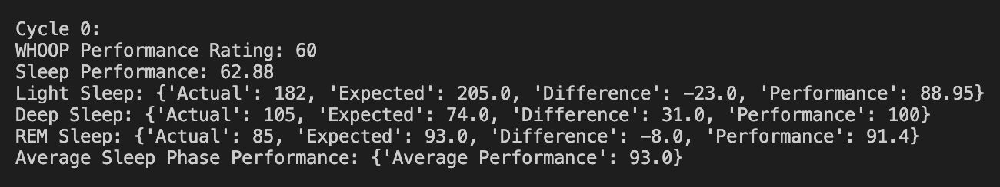 Cycle 0:
WHOOP Performance Rating: 60
Sleep Performance: 62.88
Light Sleep: {'Actual': 182, 'Expected': 205.0, 'Difference': -23.0, 'Performance': 88.95}
Deep Sleep: {'Actual': 105, 'Expected': 74.0, 'Difference': 31.0, 'Performance': 100}
REM Sleep: {'Actual': 85, 'Expected': 93.0, 'Difference': -8.0, 'Performance': 91.4}
Average Sleep Phase Performance: {'Average Performance': 93.0}